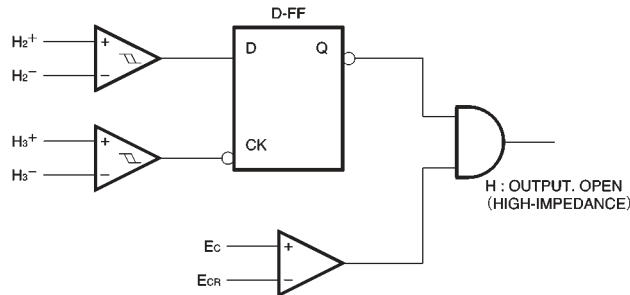 D-FF
H2+
H2−
+
−
D
Q
H3+
H3−
+
−
CK
H : OUTPUT. OPEN
(HIGH-IMPEDANCE)
EC
ECR
+
−